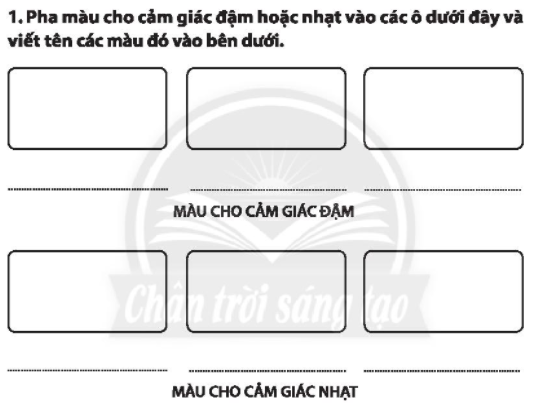 1. Pha màu cho cảm giác đậm hoặc nhạt vào các ô dưới đây và
viết tên các màu đó vào bên dưới.
MÀU CHO CẢM GIÁC ĐẬM
Chân trời sáng tạo
MÀU CHO CẢM GIÁC NHẠT